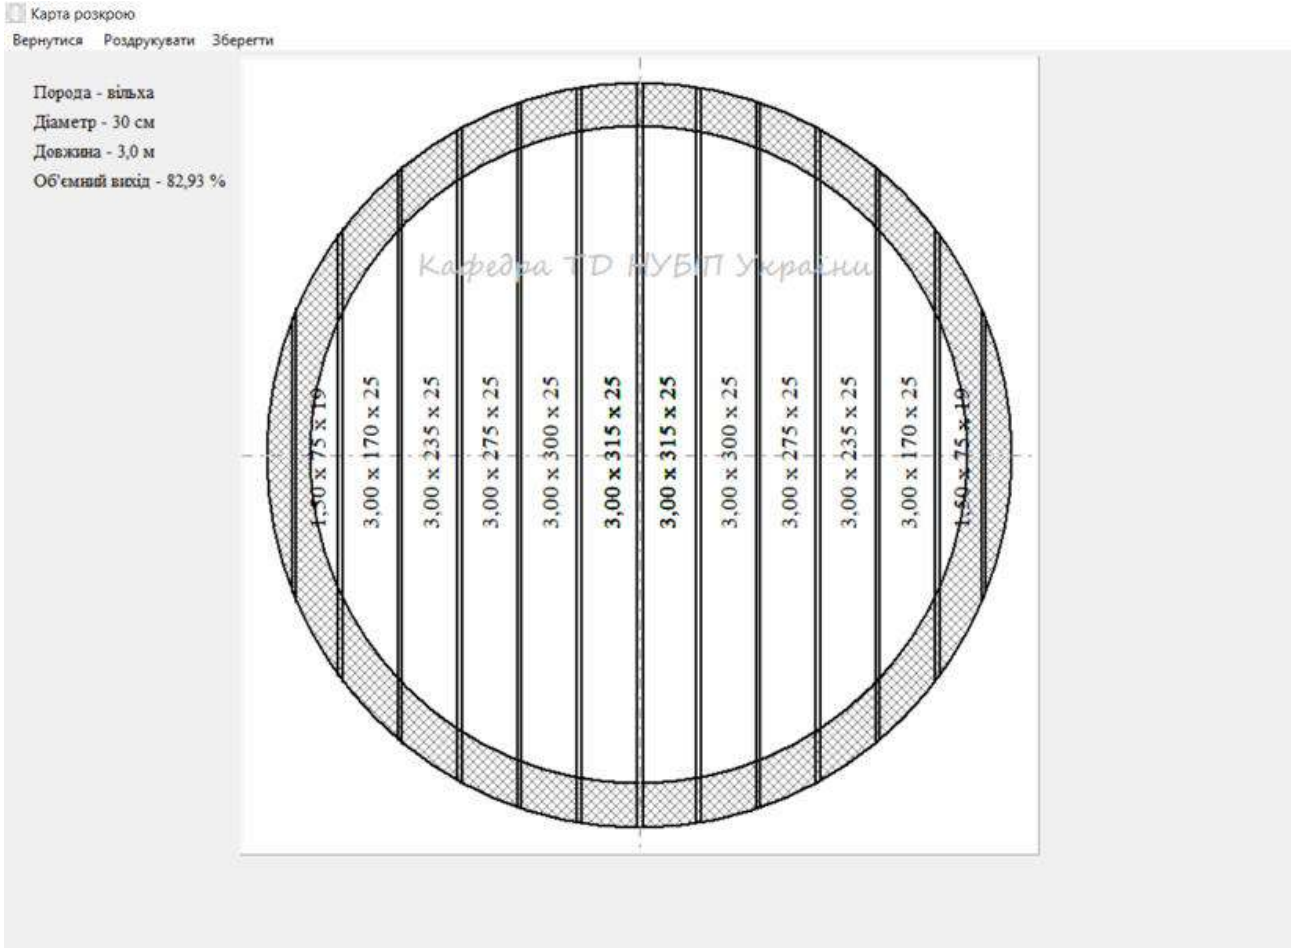 Карта розкрою
Вернутися Роздрукувати Зберегти
Порода - вільха
Діаметр - 30 см
Довжина - 3,0 м
Об'ємний вихід - 82,93 %
Кафедра ТD НУБІП України
1,50 x 75 x 19
3,00 x 170 x 25
3,00 x 235 x 25
3,00 x 275 x 25
3,00 x 300 x 25
3,00 x 315 x 25
3,00 x 315 x 25
3,00 x 300 x 25
3,00 x 275 x 25
3,00 x 235 x 25
3,00 x 170 x 25
1,50 x 75 x 19